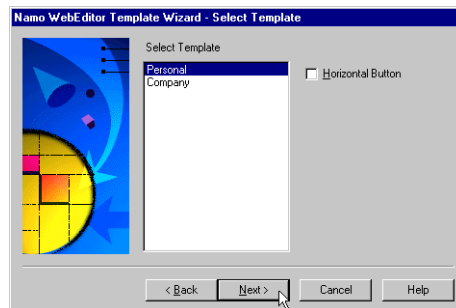 Namo WebEditor Template Wizard - Select Template
Select Template
Personal
Company
Horizontal Button
< Back
Next >
Cancel
Help